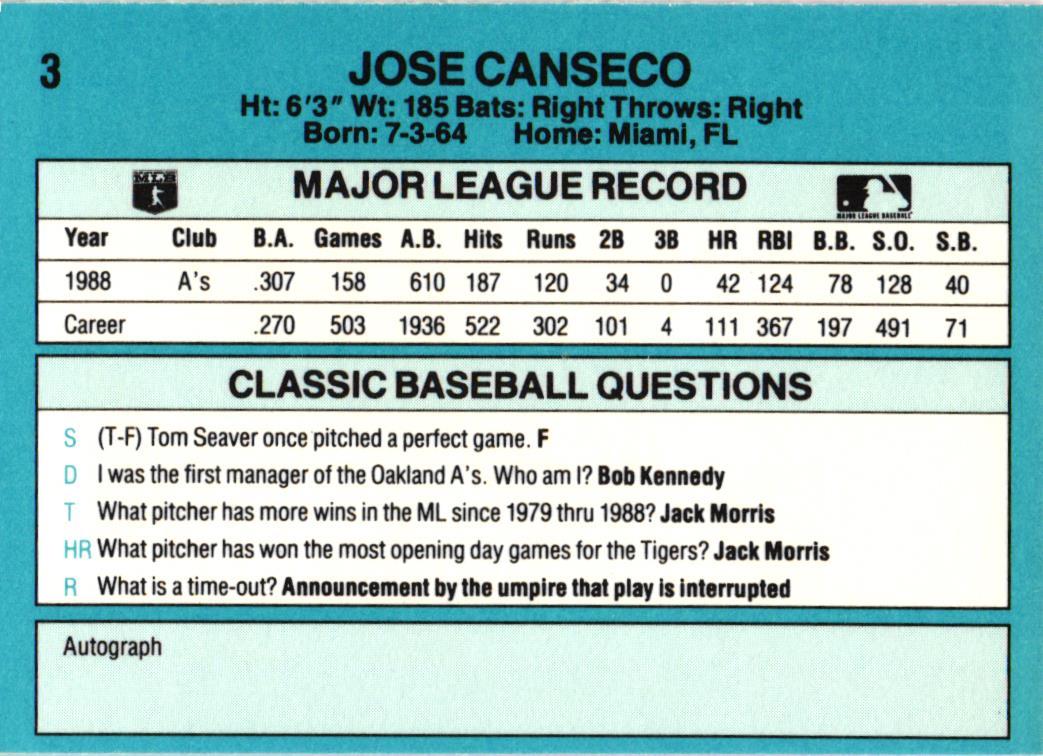 3
JOSE CANSECO
Ht: 6'3" Wt: 185 Bats: Right Throws: Right
Born: 7-3-64 Home: Miami, FL
MLB MAJOR LEAGUE RECORD
MAJOR LEAGUE BASEBALL
Year Club B.A. Games A.B. Hits Runs 2B 3B HR RBI B.B. S.O. S.B.
1988 A's .307 158 610 187 120 34 0 42 124 78 128 40
Career .270 503 1936 522 302 101 4 111 367 197 491 71
CLASSIC BASEBALL QUESTIONS
S (T-F) Tom Seaver once pitched a perfect game. F
D I was the first manager of the Oakland A's. Who am I? Bob Kennedy
T What pitcher has more wins in the ML since 1979 thru 1988? Jack Morris
HR What pitcher has won the most opening day games for the Tigers? Jack Morris
R What is a time-out? Announcement by the umpire that play is interrupted
Autograph